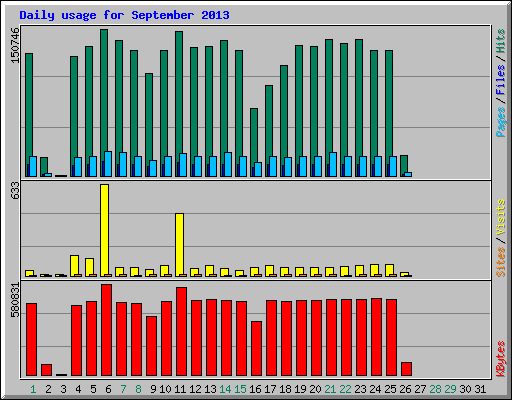 Daily usage for September 2013
150746
Pages / Files / Hits
633
Sites / Visits
580831
KBytes
1 2 3 4 5 6 7 8 9 10 11 12 13 14 15 16 17 18 19 20 21 22 23 24 25 26 27 28 29 30 31